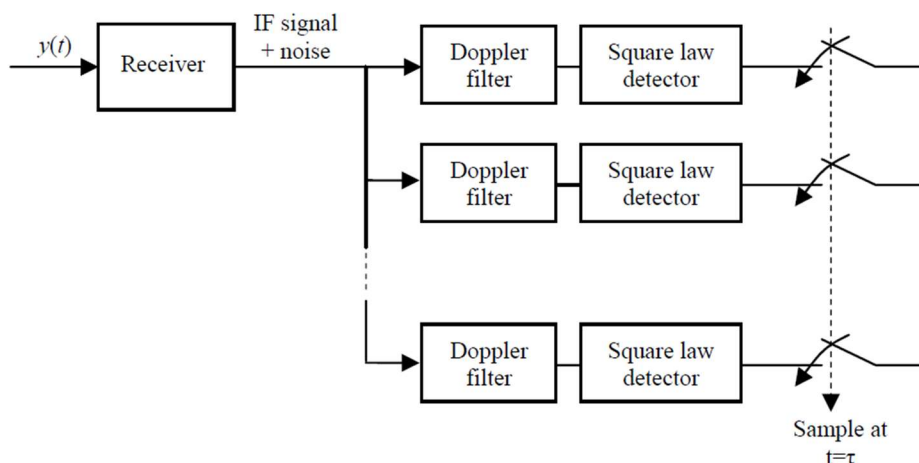 y(t)
Receiver
IF signal
+ noise
Doppler
filter
Square law
detector
Doppler
filter
Square law
detector
Doppler
filter
Square law
detector
Sample at
t=τ